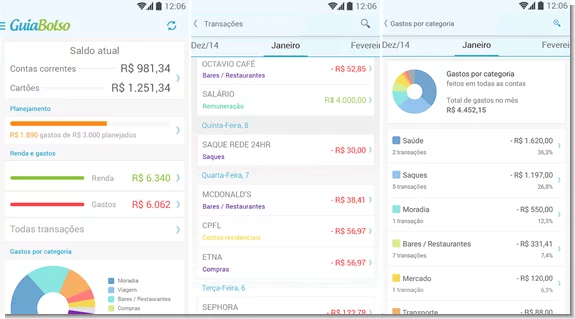 12:06
GuiaBolso
Saldo atual
Contas correntes R$ 981,34
Cartões R$ 1.251,34
Planejamento
R$ 1.890 gastos de R$ 3.000 planejados
Renda e gastos
Renda R$ 6.340
Gastos R$ 6.062
Todas transações
Gastos por categoria
Moradia
Viagem
Bares / Restaurantes
Compras
12:06
Transações
Dez/14 Janeiro Feverei
OCTAVIO CAFÉ - R$ 52,85
Bares / Restaurantes
SALÁRIO R$ 4.000,00
Remuneração
Quinta-Feira, 8
SAQUE REDE 24HR - R$ 30,00
Saques
Quarta-Feira, 7
MCDONALD'S - R$ 38,41
Bares / Restaurantes
CPFL - R$ 56,97
Contas residenciais
ETNA - R$ 56,97
Compras
Terça-Feira, 6
SEPHORA - R$ 122,78
12:06
Gastos por categoria
Dez/14 Janeiro Feverei
Gastos por categoria
feitos em todas as contas
Total de gastos no mês
R$ 4.452,15
Saúde - R$ 1.620,00
2 transações 36,3%
Saques - R$ 1.197,00
5 transações 26,8%
Moradia - R$ 550,00
1 transação 12,3%
Bares / Restaurantes - R$ 331,41
7 transações 7,4%
Mercado - R$ 120,00
1 transação 6,3%
Transporte - R$ 88,00